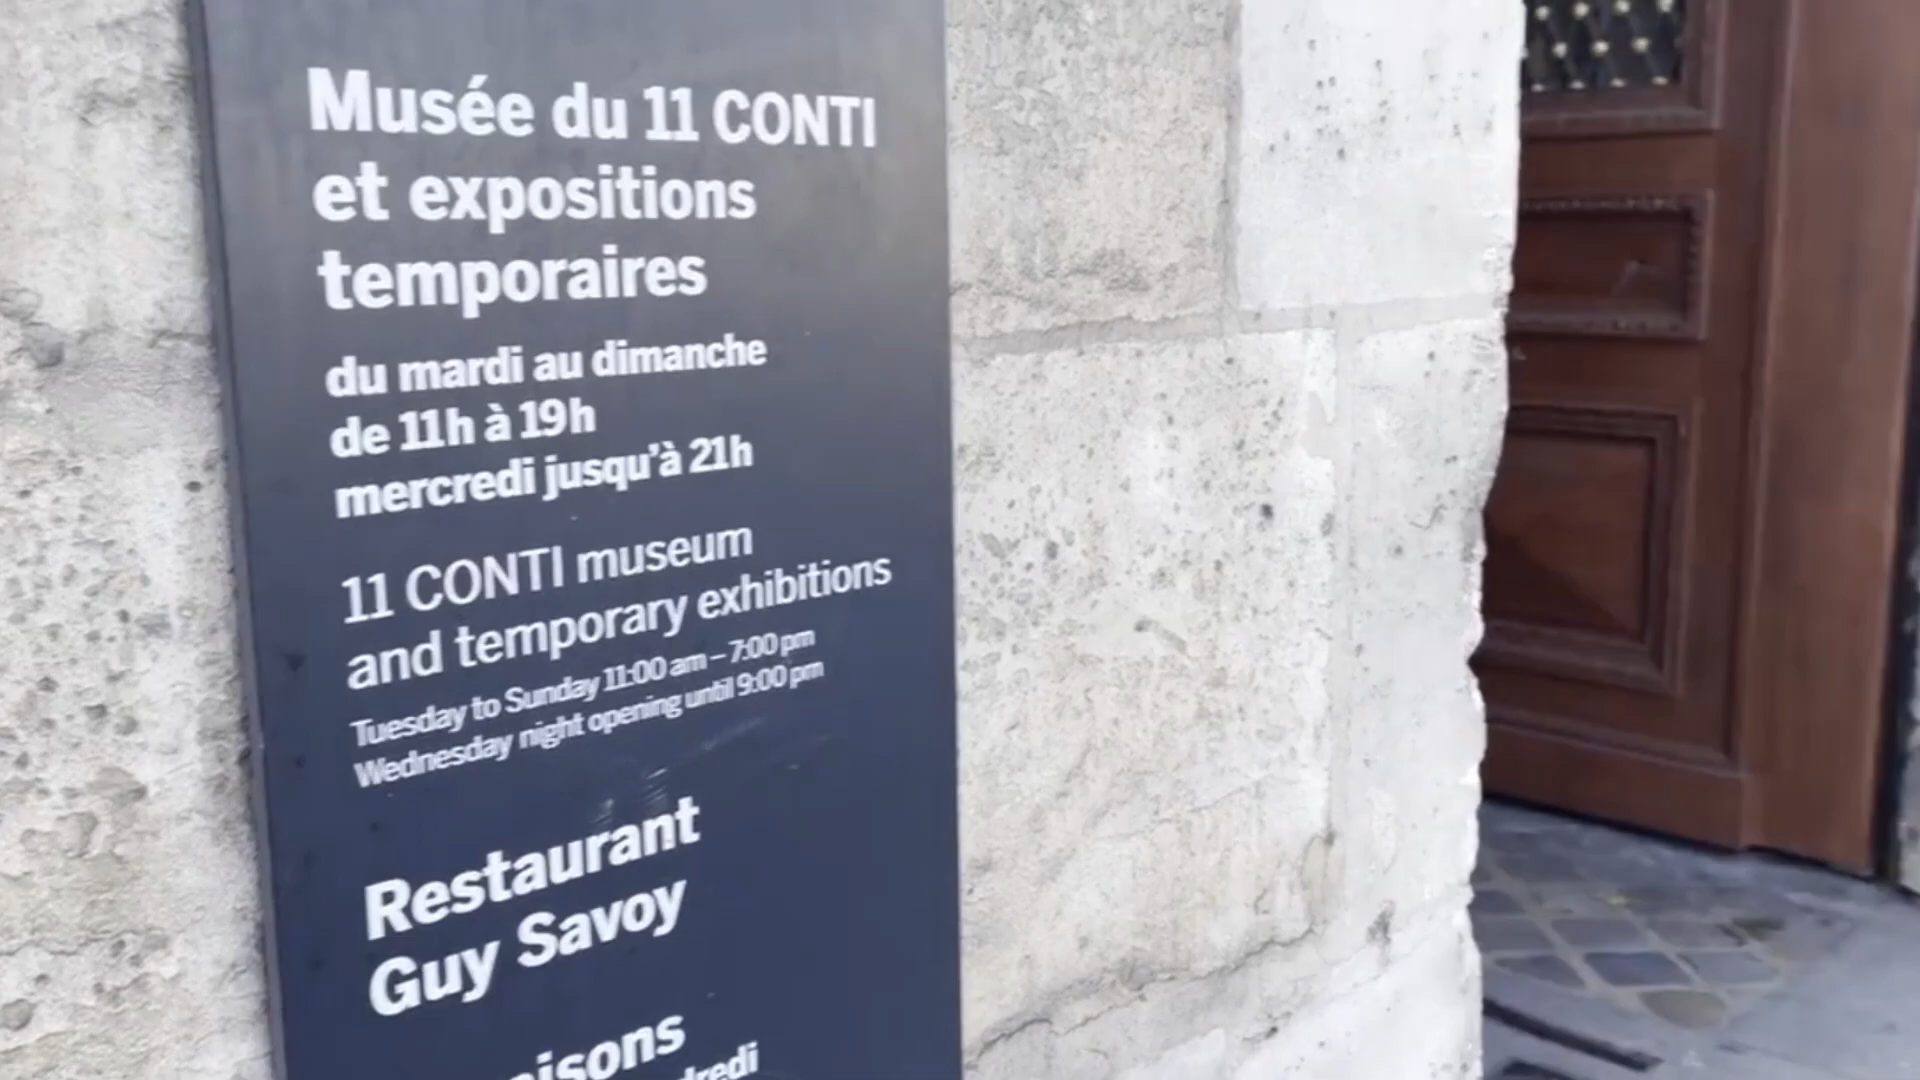 Musée du 11 CONTI
et expositions
temporaires
du mardi au dimanche
de 11h à 19h
mercredi jusqu'à 21h
11 CONTI museum
and temporary exhibitions
Tuesday to Sunday 11:00 am – 7:00 pm
Wednesday night opening until 9:00 pm
Restaurant
Guy Savoy